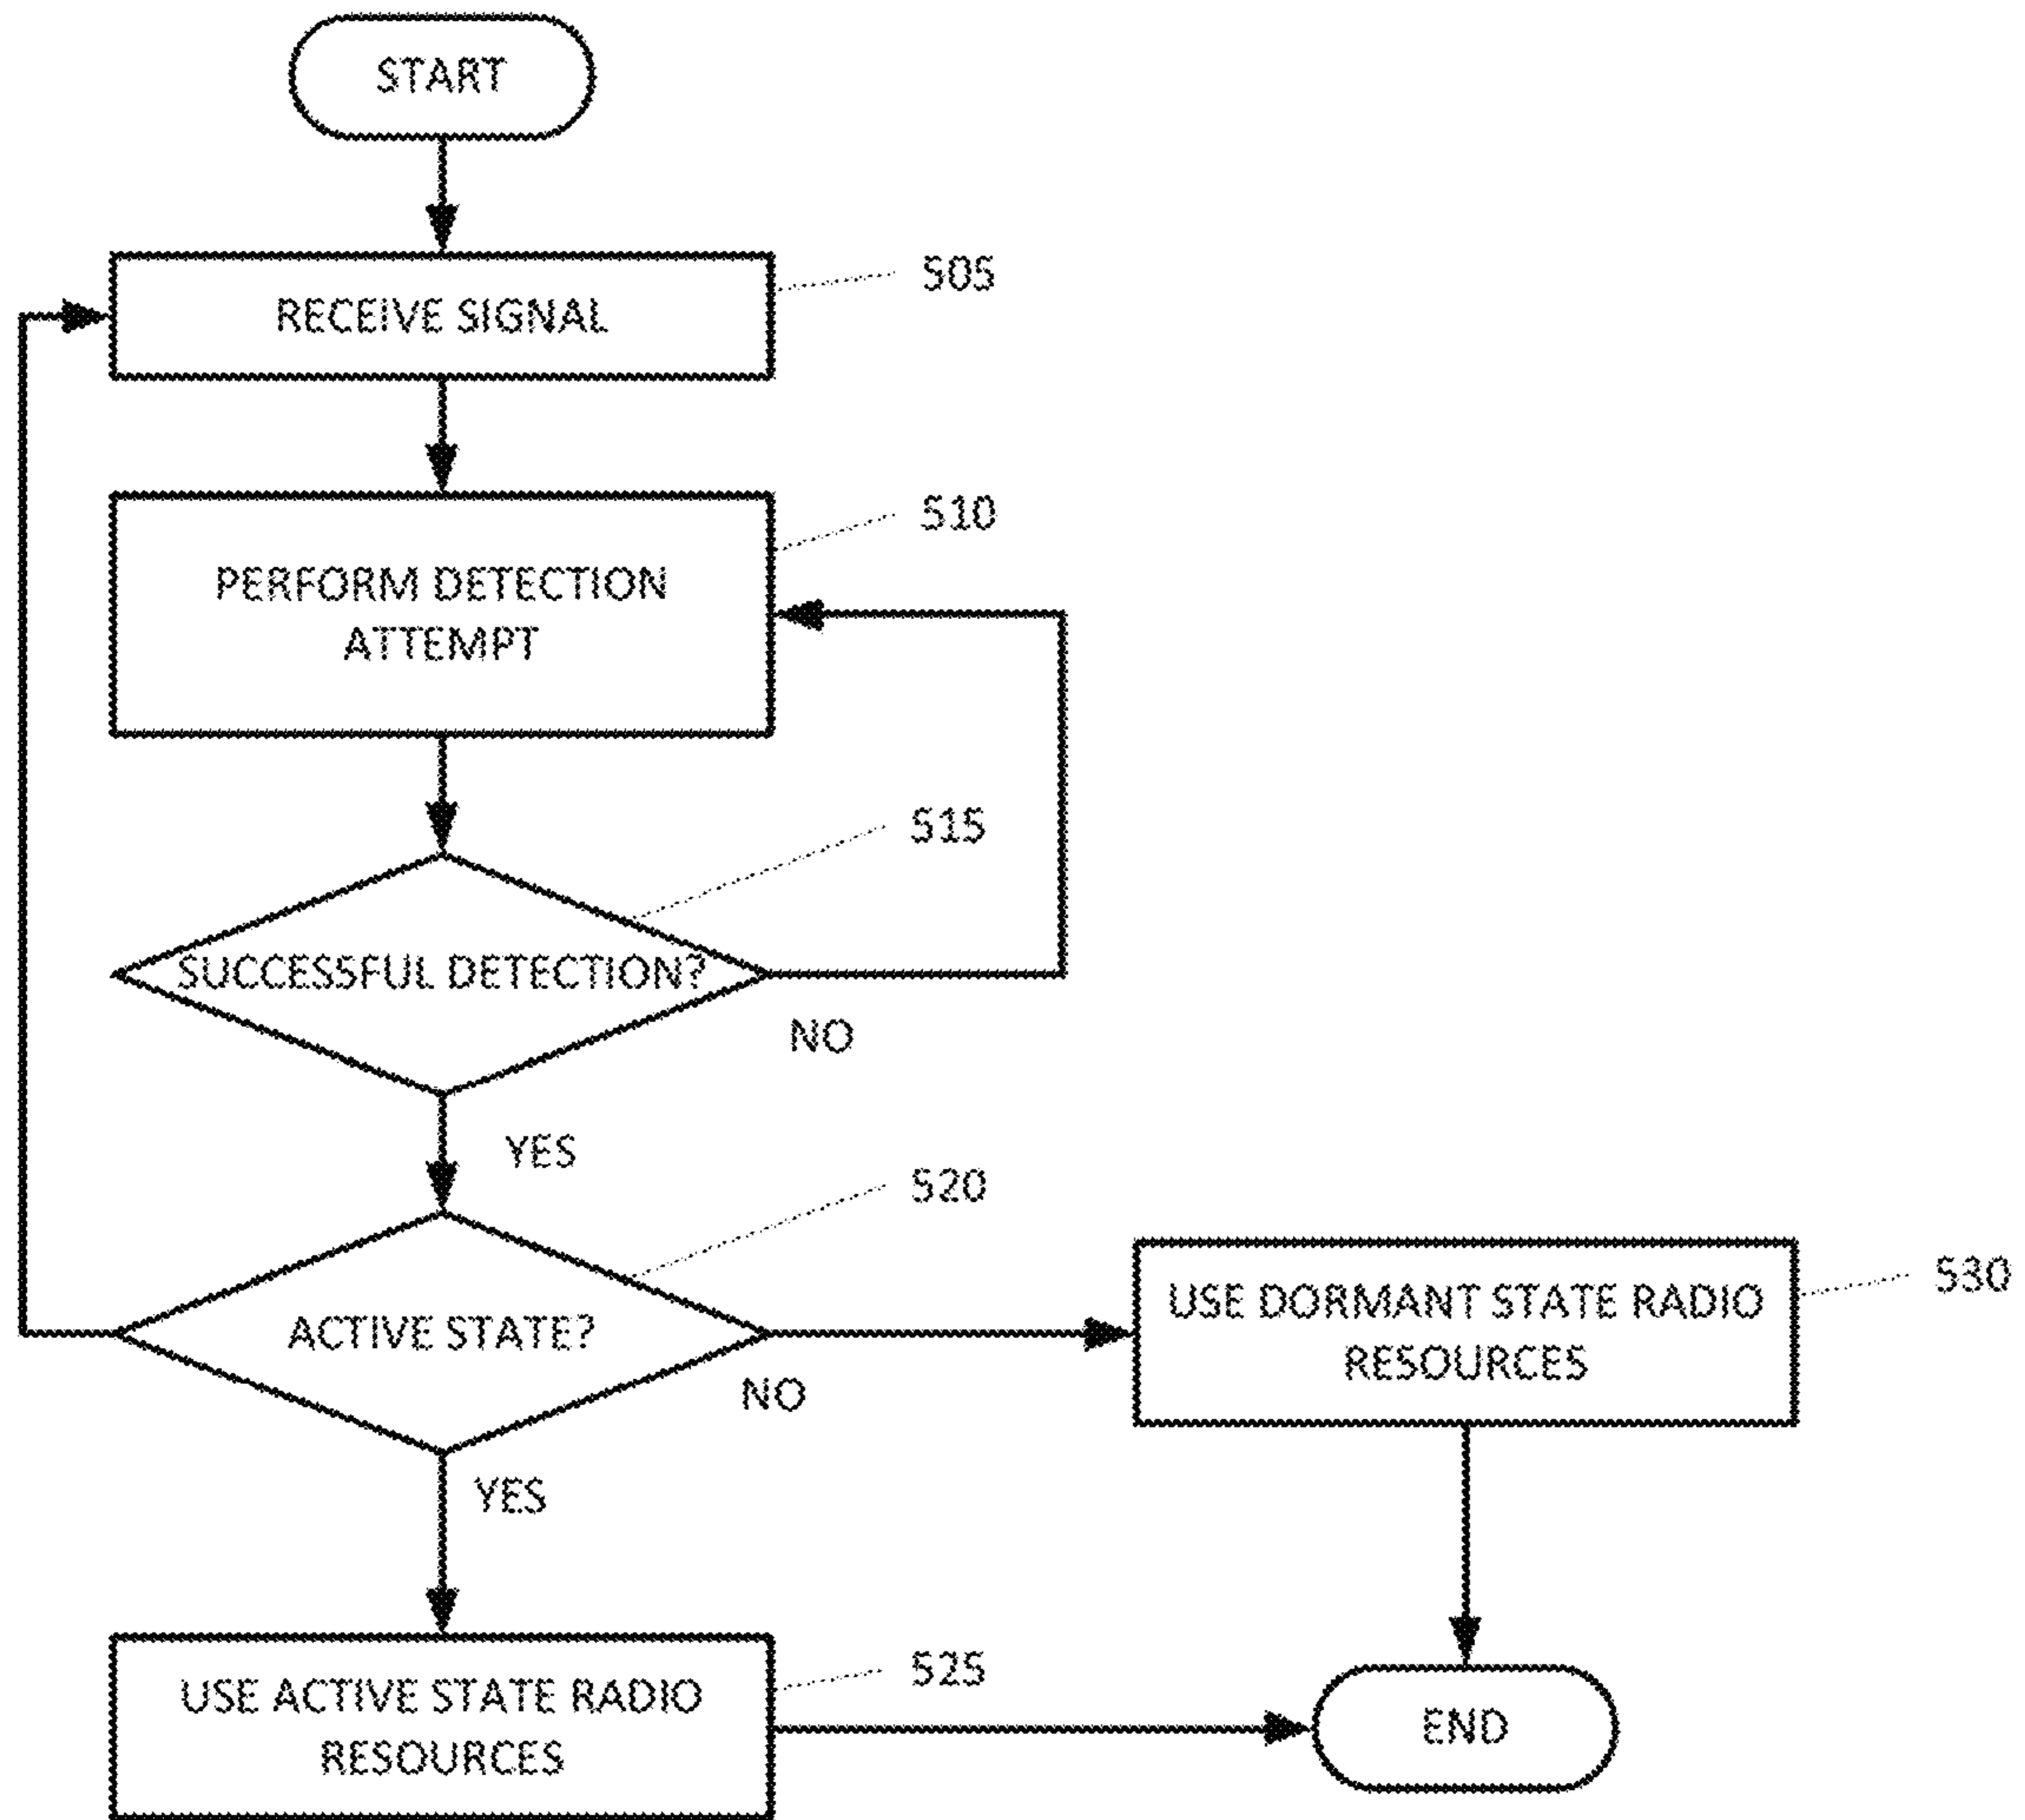 START
RECEIVE SIGNAL
505
PERFORM DETECTION
ATTEMPT
510
SUCCESSFUL DETECTION?
515
NO
YES
ACTIVE STATE?
520
NO
YES
USE DORMANT STATE RADIO
RESOURCES
530
USE ACTIVE STATE RADIO
RESOURCES
525
END